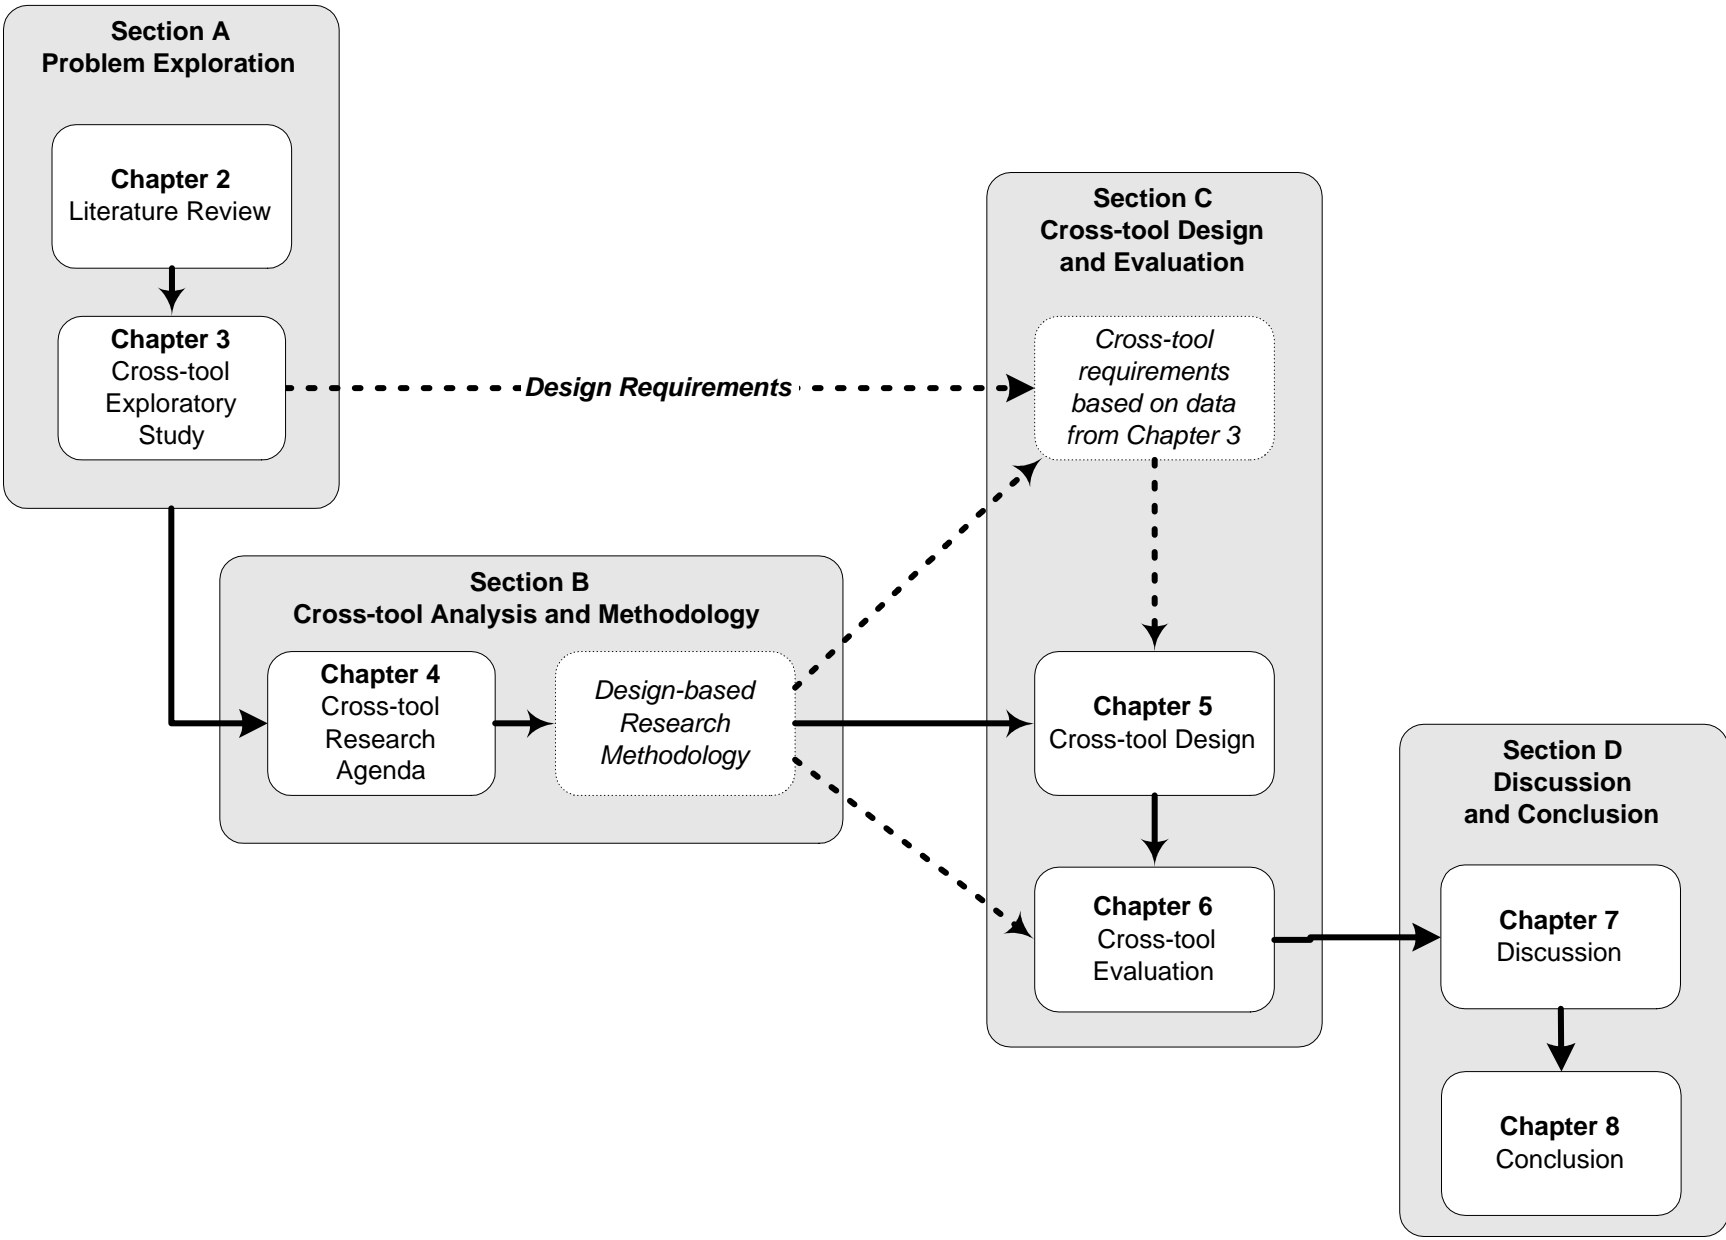 Section A
Problem Exploration
Chapter 2
Literature Review
Chapter 3
Cross-tool
Exploratory
Study
Design Requirements
Section B
Cross-tool Analysis and Methodology
Chapter 4
Cross-tool
Research
Agenda
Design-based
Research
Methodology
Section C
Cross-tool Design
and Evaluation
Cross-tool
requirements
based on data
from Chapter 3
Chapter 5
Cross-tool Design
Chapter 6
Cross-tool
Evaluation
Section D
Discussion
and Conclusion
Chapter 7
Discussion
Chapter 8
Conclusion